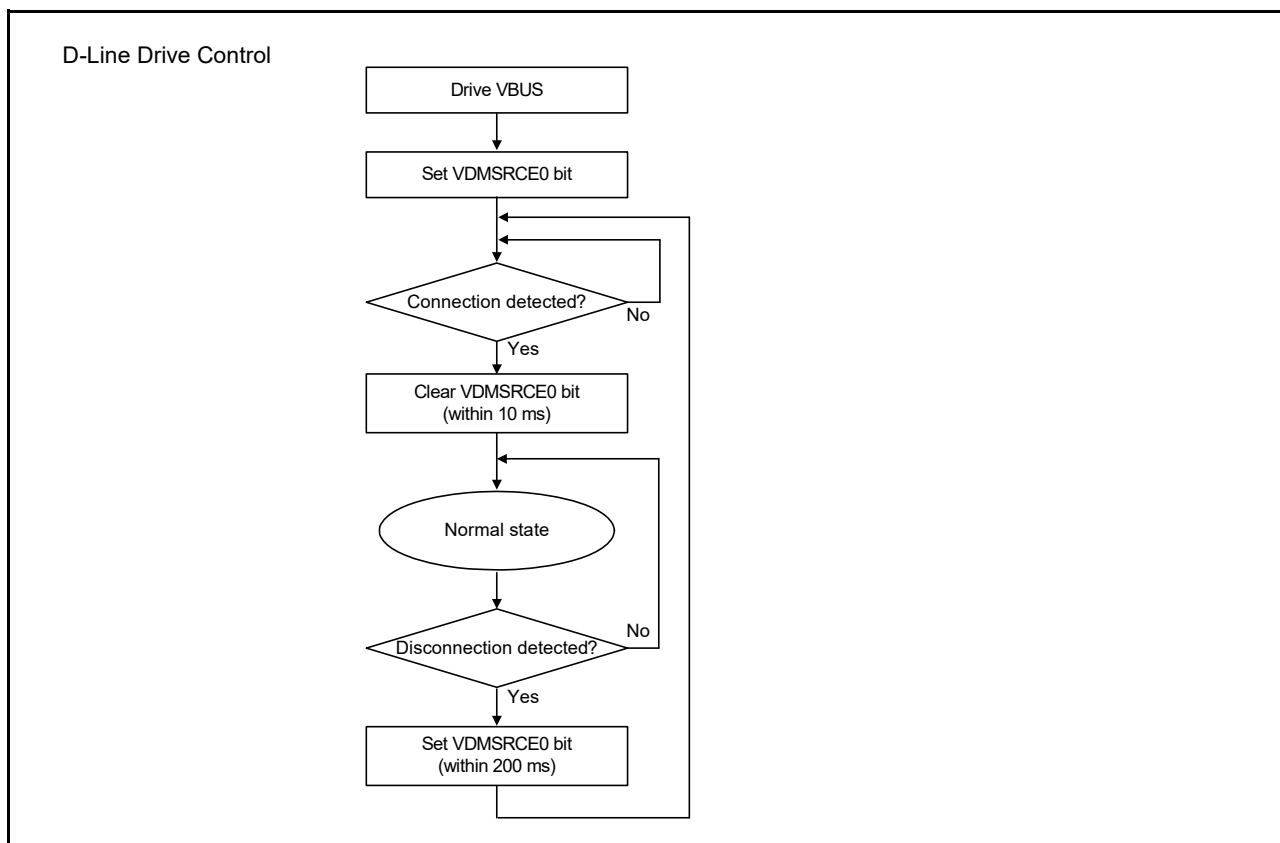 D-Line Drive Control
Drive VBUS
Set VDMSRCE0 bit
Connection detected?
No
Yes
Clear VDMSRCE0 bit
(within 10 ms)
Normal state
No
Disconnection detected?
Yes
Set VDMSRCE0 bit
(within 200 ms)